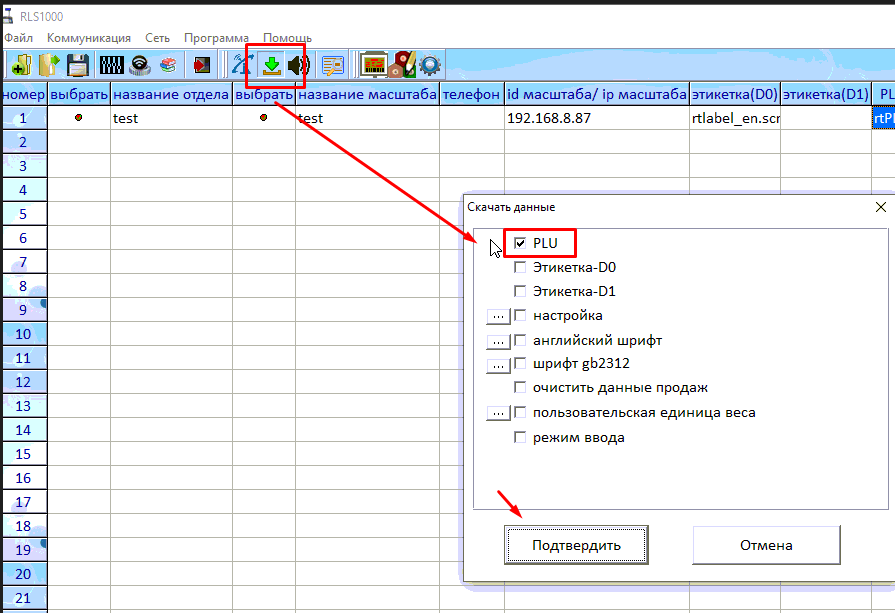 RLS1000
Файл Коммуникация Сеть Программа Помощь
номер выбрать название отдела выбрать название масштаба телефон id масштаба/ ip масштаба этикетка(D0) этикетка(D1) PL
1 test test 192.168.8.87 rtlabel_en.scr rtPl
2
3
4
5
6
7
8
9
10
11
12
13
14
15
16
17
18
19
20
21
Скачать данные
PLU
Этикетка-D0
Этикетка-D1
... настройка
... английский шрифт
... шрифт gb2312
очистить данные продаж
... пользовательская единица веса
режим ввода
Подтвердить Отмена